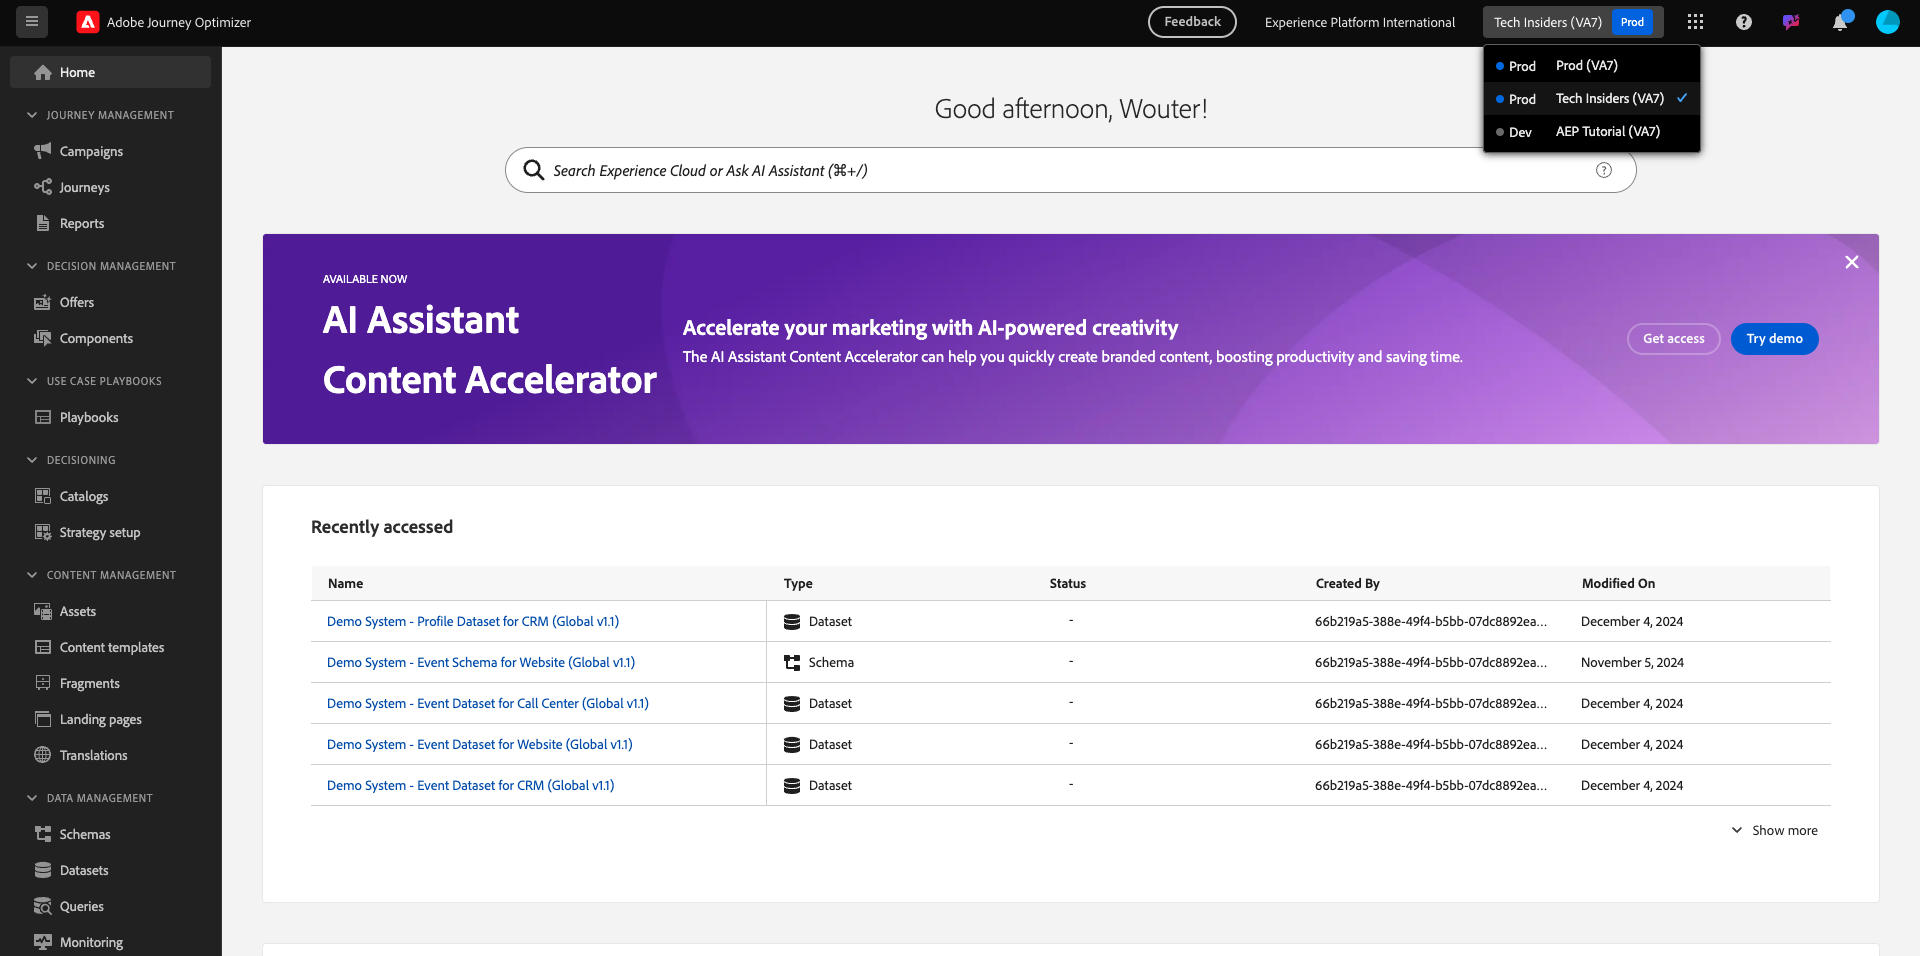 Adobe Journey Optimizer
Feedback
Experience Platform International
Tech Insiders (VA7) Prod
Prod Prod (VA7)
Prod Tech Insiders (VA7)
Dev AEP Tutorial (VA7)
Home
JOURNEY MANAGEMENT
Campaigns
Journeys
Reports
DECISION MANAGEMENT
Offers
Components
USE CASE PLAYBOOKS
Playbooks
DECISIONING
Catalogs
Strategy setup
CONTENT MANAGEMENT
Assets
Content templates
Fragments
Landing pages
Translations
DATA MANAGEMENT
Schemas
Datasets
Queries
Monitoring
Good afternoon, Wouter!
Search Experience Cloud or Ask AI Assistant (⌘+/)
AVAILABLE NOW
AI Assistant
Content Accelerator
Accelerate your marketing with AI-powered creativity
The AI Assistant Content Accelerator can help you quickly create branded content, boosting productivity and saving time.
Get access
Try demo
Recently accessed
Name Type Status Created By Modified On
Demo System - Profile Dataset for CRM (Global v1.1) Dataset - 66b219a5-388e-49f4-b5bb-07dc8892ea... December 4, 2024
Demo System - Event Schema for Website (Global v1.1) Schema - 66b219a5-388e-49f4-b5bb-07dc8892ea... November 5, 2024
Demo System - Event Dataset for Call Center (Global v1.1) Dataset - 66b219a5-388e-49f4-b5bb-07dc8892ea... December 4, 2024
Demo System - Event Dataset for Website (Global v1.1) Dataset - 66b219a5-388e-49f4-b5bb-07dc8892ea... December 4, 2024
Demo System - Event Dataset for CRM (Global v1.1) Dataset - 66b219a5-388e-49f4-b5bb-07dc8892ea... December 4, 2024
Show more